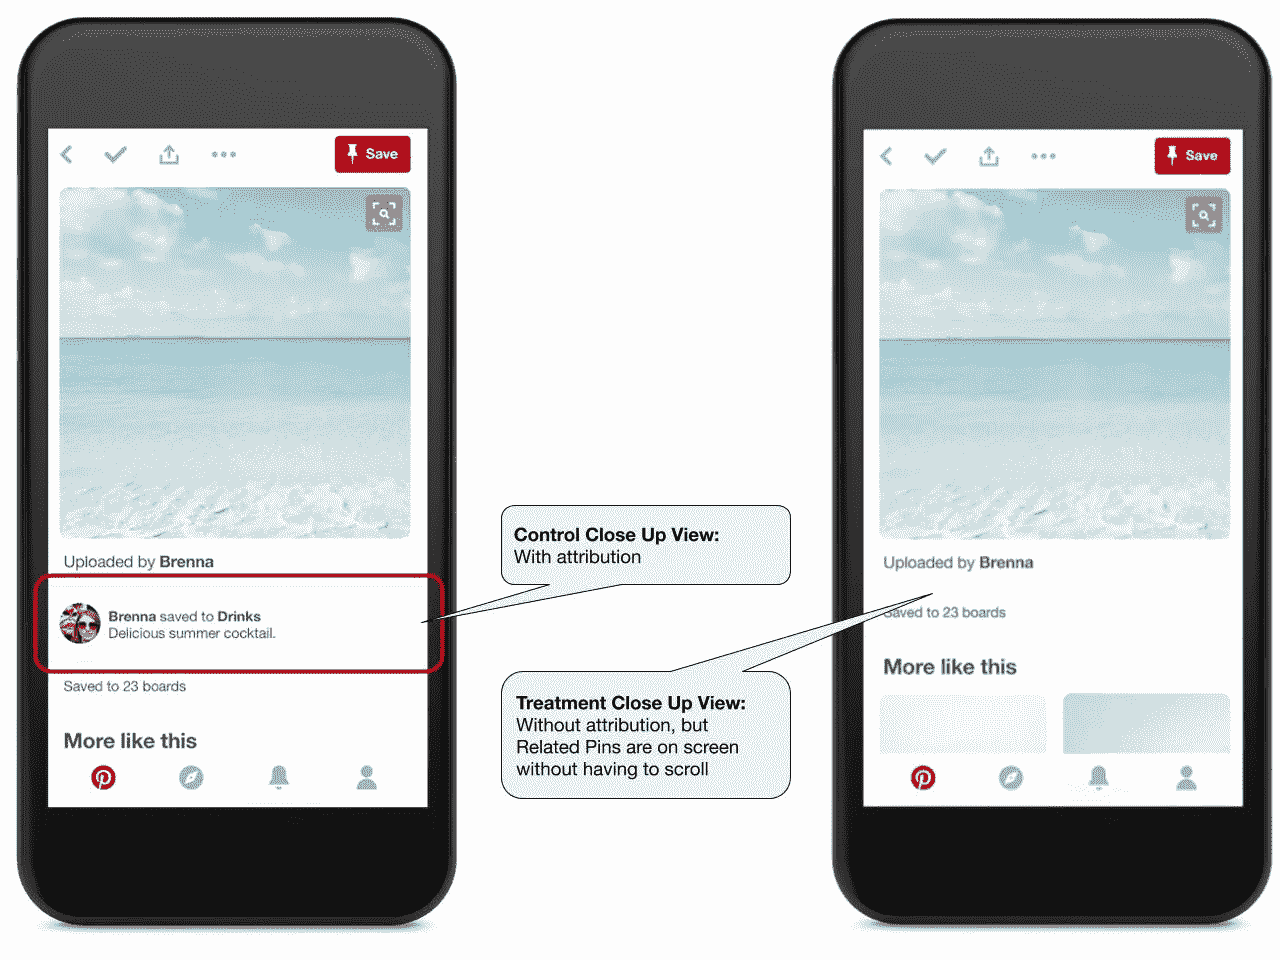 Save
Uploaded by Brenna
Brenna saved to Drinks
Delicious summer cocktail.
Saved to 23 boards
More like this
Control Close Up View:
With attribution
Treatment Close Up View:
Without attribution, but
Related Pins are on screen
without having to scroll
Save
Uploaded by Brenna
Saved to 23 boards
More like this